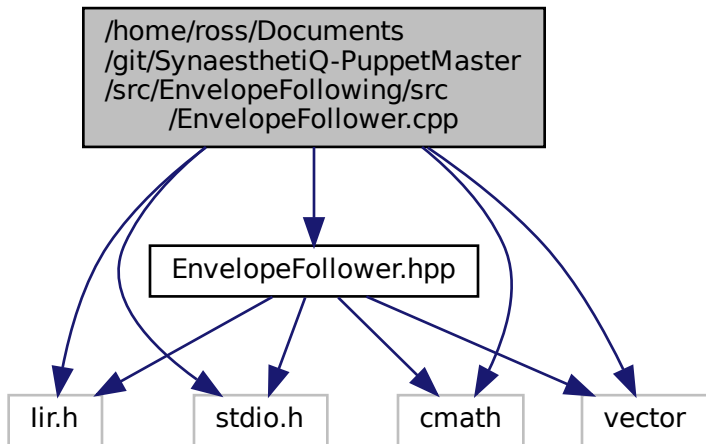 /home/ross/Documents
/git/SynaesthetiQ-PuppetMaster
/src/EnvelopeFollowing/src
/EnvelopeFollower.cpp
EnvelopeFollower.hpp
Iir.h
stdio.h
cmath
vector